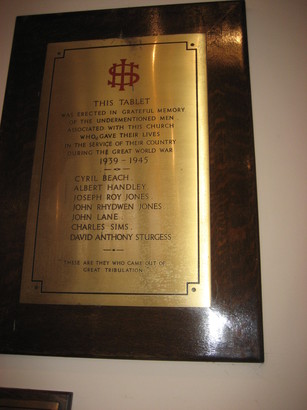 IHS
THIS TABLET
WAS ERECTED IN GRATEFUL MEMORY
OF THE UNDERMENTIONED MEN
ASSOCIATED WITH THIS CHURCH
WHO, GAVE THEIR LIVES
IN THE SERVICE OF THEIR COUNTRY
DURING THE GREAT WORLD WAR
1939-1945
CYRIL BEACH
ALBERT HANDLEY
JOSEPH ROY JONES
JOHN RHYDWEN JONES
JOHN LANE
CHARLES SIMS
DAVID ANTHONY STURGESS
"THESE ARE THEY WHO CAME OUT OF
GREAT TRIBULATION